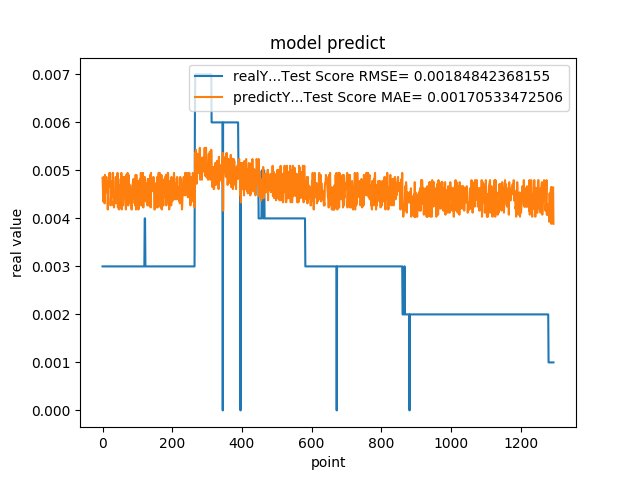 model predict
realY...Test Score RMSE= 0.00184842368155
predictY...Test Score MAE= 0.00170533472506
0.007
0.006
0.005
0.004
0.003
0.002
0.001
0.000
real value
0 200 400 600 800 1000 1200
point